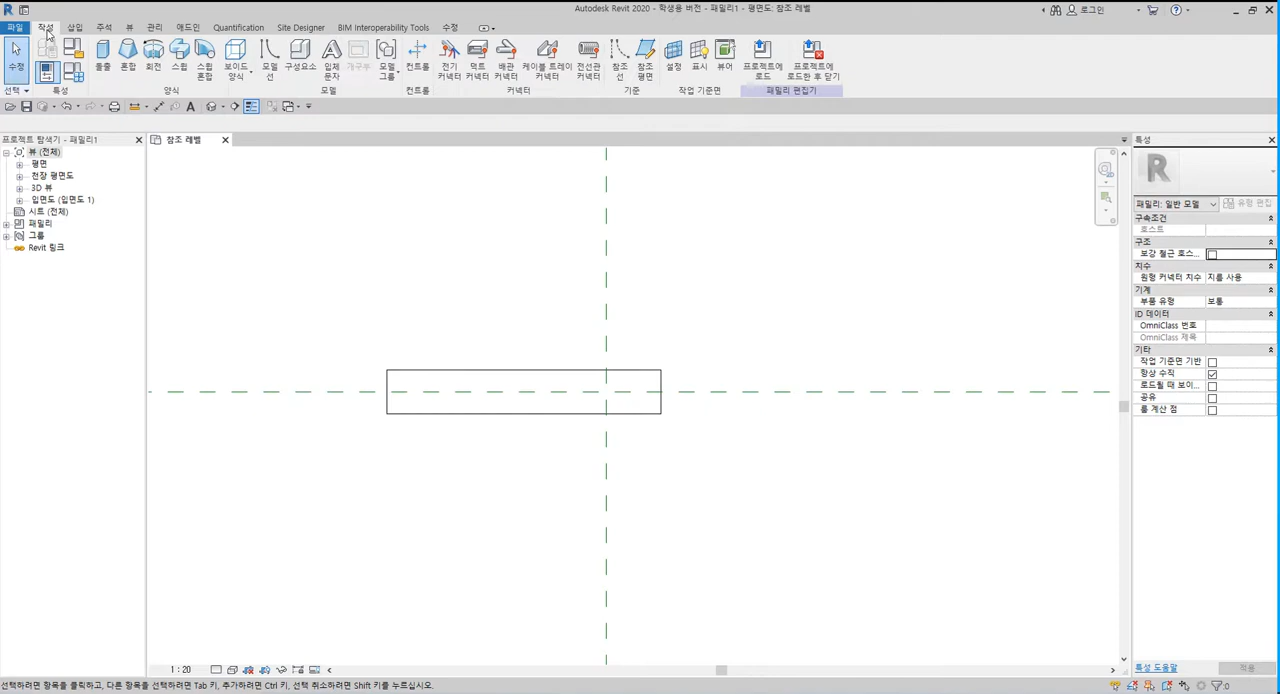 Autodesk Revit 2020 - 학생용 버전 - 패밀리1 - 평면도: 참조 레벨
로그인
파일 작성 삽입 주석 뷰 관리 애드인 Quantification Site Designer BIM Interoperability Tools 수정
수정
돌출 혼합 회전 스윕 스윕 혼합
보이드 양식
모델 선
구성요소
입체 문자
개구부
모델 그룹
컨트롤
전기 커넥터
덕트 커넥터
배관 커넥터
케이블 트레이 커넥터
전선관 커넥터
참조 선
참조 평면
설정 표시 뷰어
프로젝트에 로드
프로젝트에 로드한 후 닫기
선택 특성 양식 모델 컨트롤 커넥터 기준 작업 기준면 패밀리 편집기
프로젝트 탐색기 - 패밀리1
뷰 (전체)
평면
천장 평면도
3D 뷰
입면도 (입면도 1)
시트 (전체)
패밀리
그룹
Revit 링크
참조 레벨
특성
R
패밀리: 일반 모델 유형 편집
구속조건
호스트
구조
보강 철근 호스...
치수
원형 커넥터 치수 지름 사용
기계
부품 유형 보통
ID 데이터
OmniClass 번호
OmniClass 제목
기타
작업 기준면 기반
항상 수직
로드될 때 보이...
공유
룸 계산 점
특성 도움말 적용
1 : 20
선택하려면 항목을 클릭하고, 다른 항목을 선택하려면 Tab 키, 추가하려면 Ctrl 키, 선택 취소하려면 Shift 키를 누르십시오.
:0